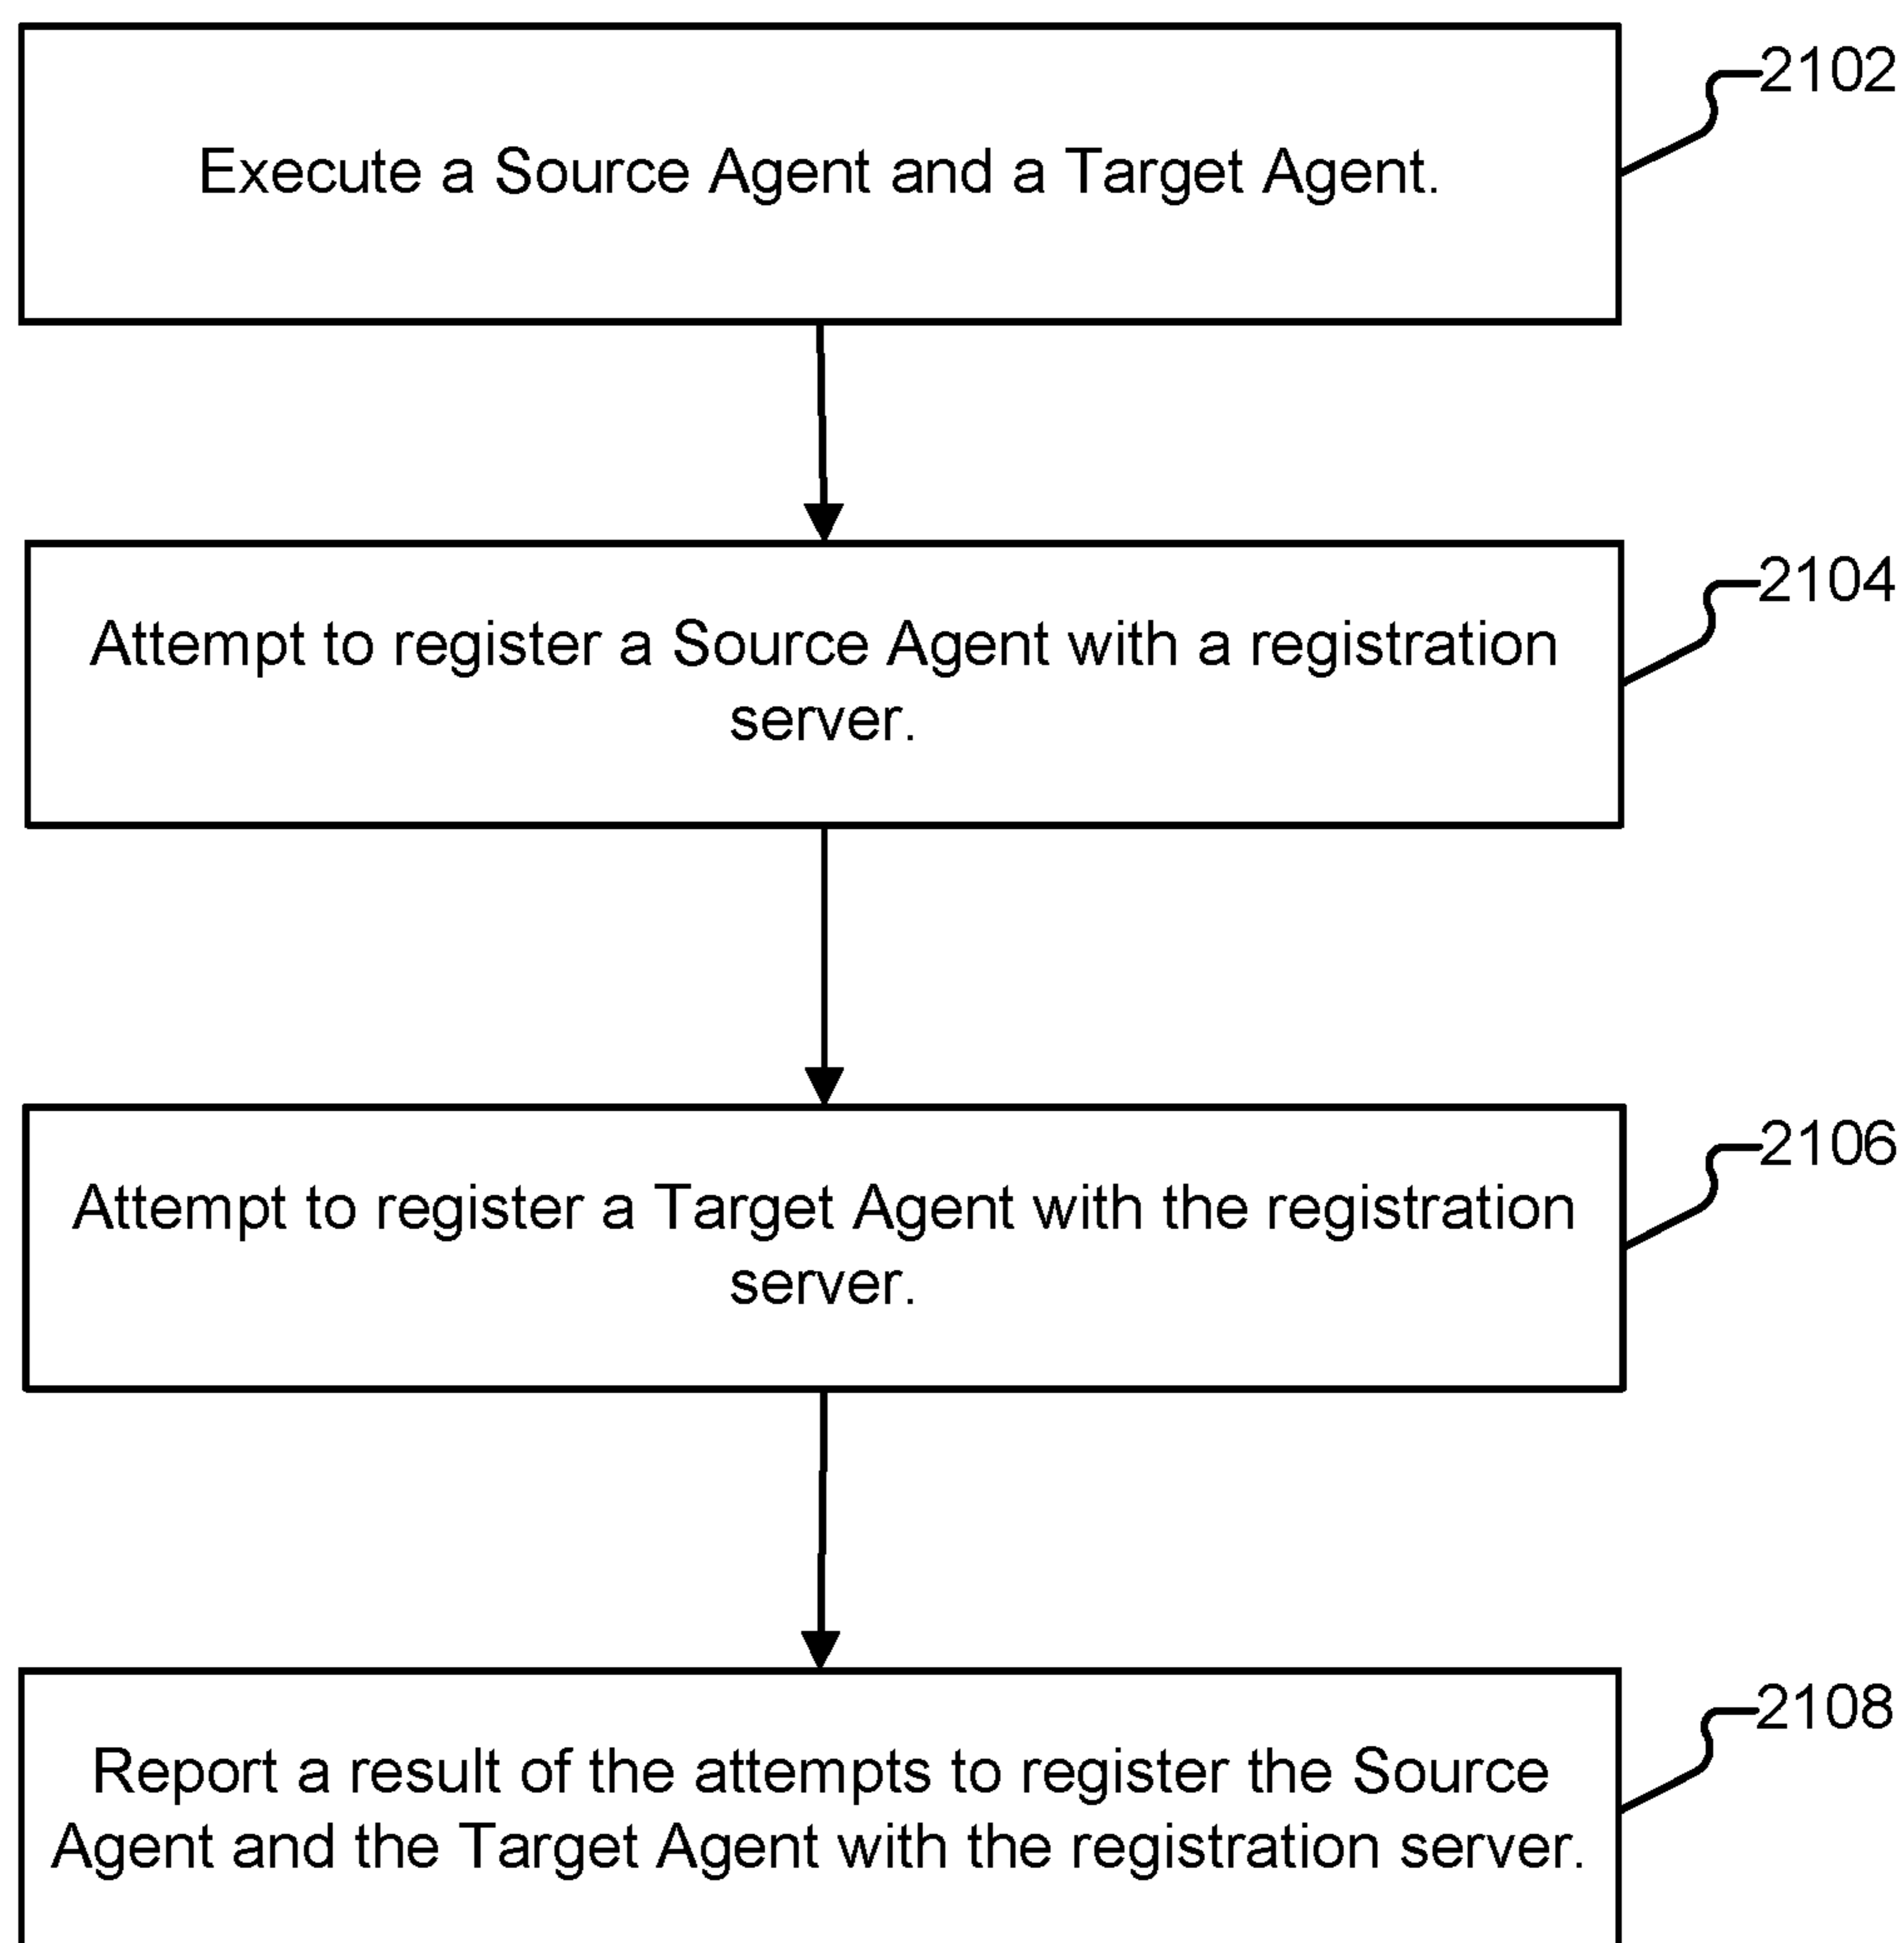 2102
Execute a Source Agent and a Target Agent.
2104
Attempt to register a Source Agent with a registration
server.
2106
Attempt to register a Target Agent with the registration
server.
2108
Report a result of the attempts to register the Source
Agent and the Target Agent with the registration server.